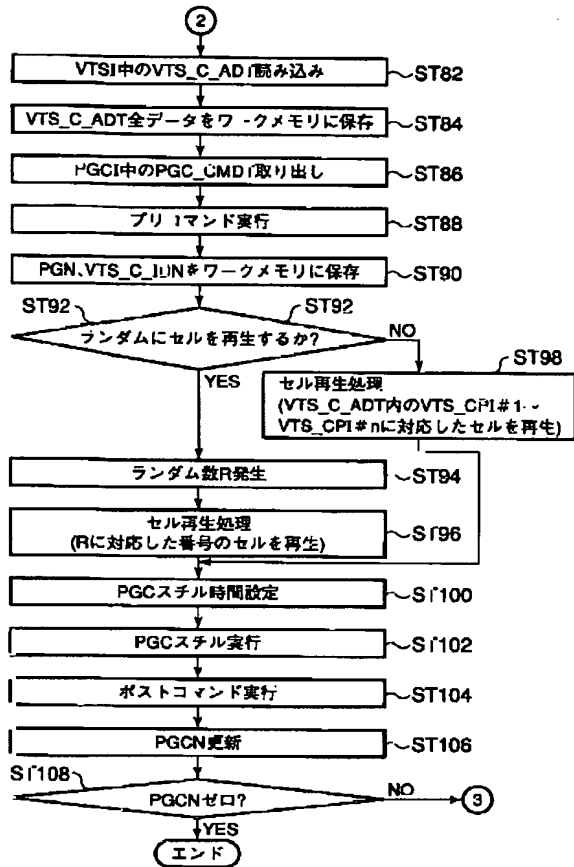 2
VTSI中のVTS_C_ADT読み込み
ST82
VTS_C_ADT全データをワークメモリに保存
ST84
PGCI中のPGC_CMDT取り出し
ST86
プリコマンド実行
ST88
PGN、VTS_C_IDNをワークメモリに保存
ST90
ST92
ST92
ランダムにセルを再生するか?
NO
YES
ST98
セル再生処理
(VTS_C_ADT内のVTS_CPI#1~
VTS_CPI#nに対応したセルを再生)
ランダム数R発生
ST94
セル再生処理
(Rに対応した番号のセルを再生)
ST96
PGCスチル時間設定
ST100
PGCスチル実行
ST102
ポストコマンド実行
ST104
PGCN更新
ST106
ST108
PGCNゼロ?
NO
3
YES
エンド